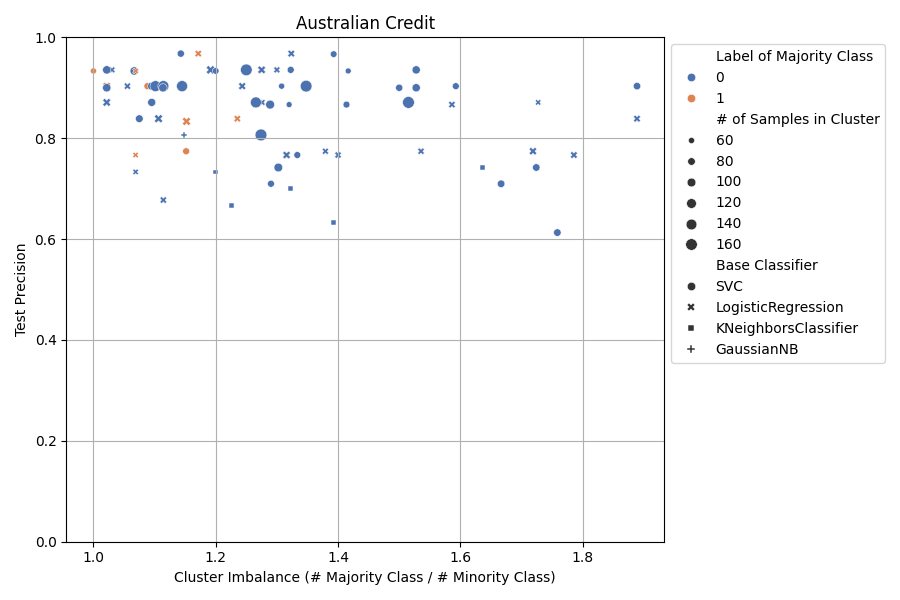 Australian Credit
1.0
0.8
0.6
0.4
0.2
0.0
Test Precision
1.0
1.2
1.4
1.6
1.8
Cluster Imbalance (# Majority Class / # Minority Class)
Label of Majority Class
0
1
# of Samples in Cluster
60
80
100
120
140
160
Base Classifier
SVC
LogisticRegression
KNeighborsClassifier
GaussianNB